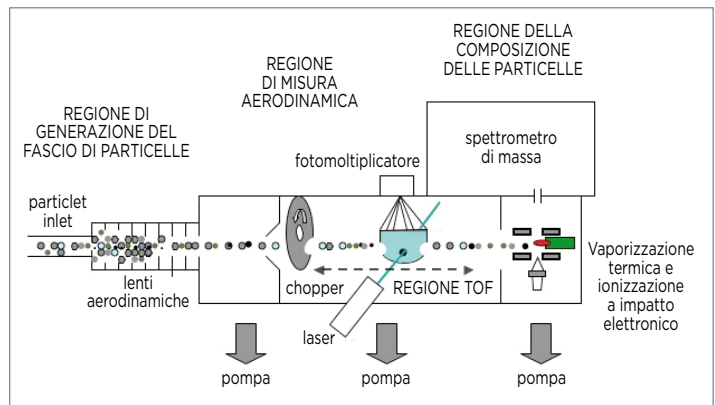 REGIONE DELLA
COMPOSIZIONE
DELLE PARTICELLE
REGIONE
DI MISURA
AERODINAMICA
REGIONE DI
GENERAZIONE DEL
FASCIO DI PARTICELLE
spettrometro
di massa
fotomoltiplicatore
particlet
inlet
lenti
aerodinamiche
chopper
REGIONE TOF
laser
Vaporizzazione
termica e
ionizzazione
a impatto
elettronico
pompa
pompa
pompa